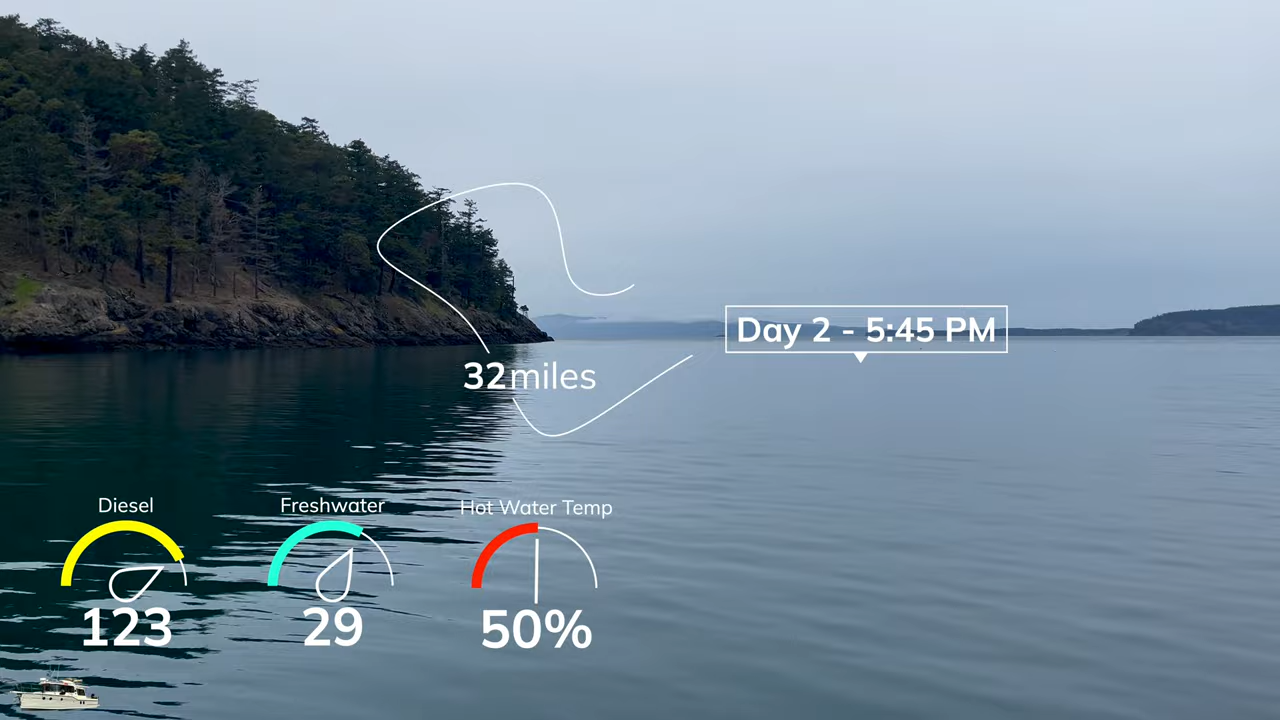 Day 2 - 5:45 PM
32miles
Diesel
Freshwater
Hot Water Temp
123
29
50%